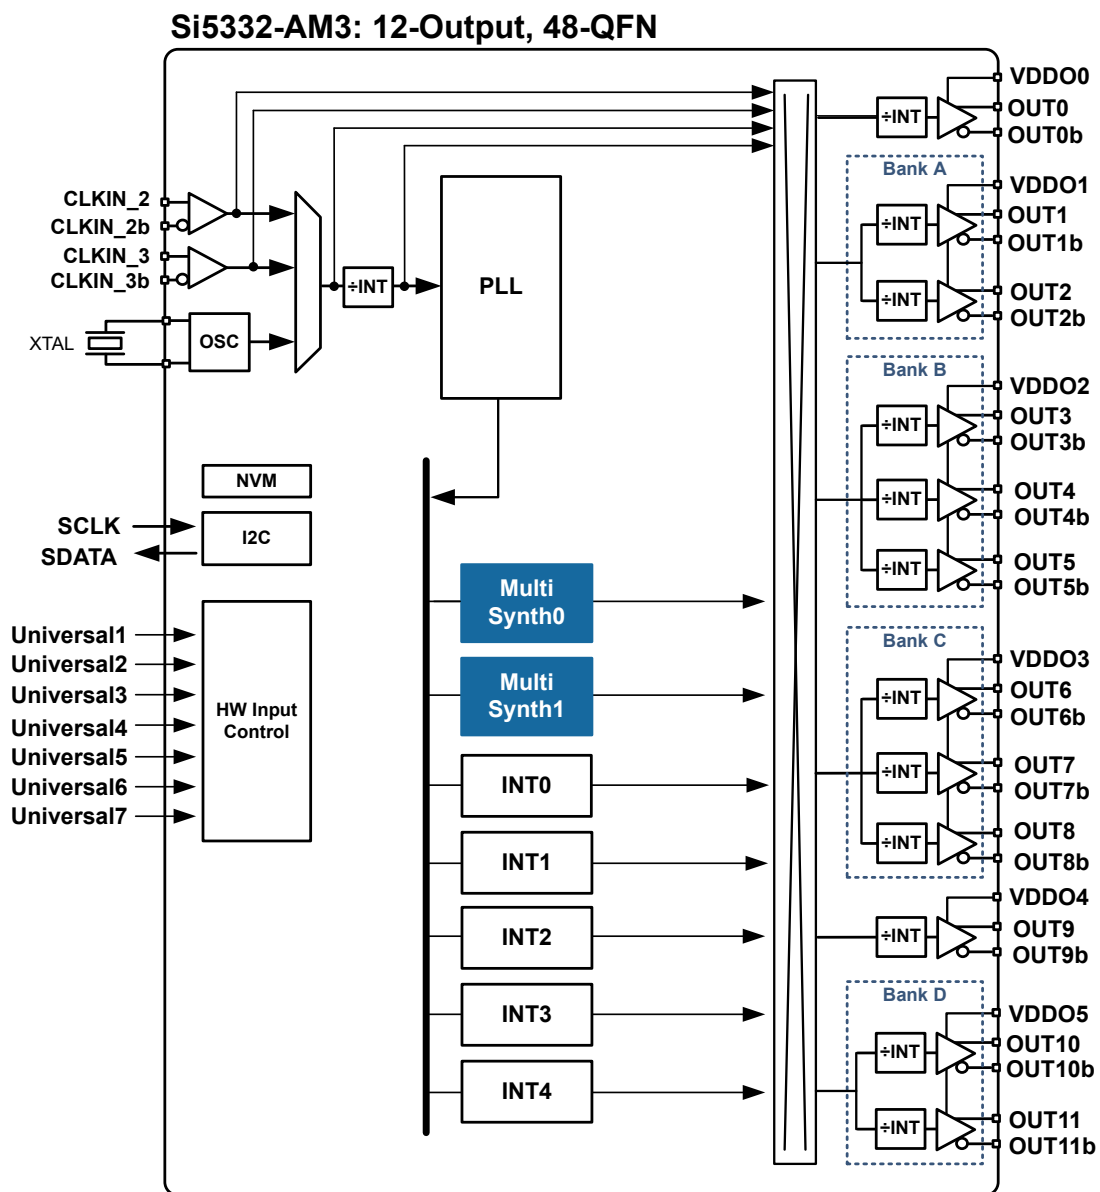 Si5332-AM3: 12-Output, 48-QFN
CLKIN_2
CLKIN_2b
CLKIN_3
CLKIN_3b
XTAL
OSC
÷INT
PLL
NVM
SCLK
SDATA
I2C
Universal1
Universal2
Universal3
Universal4
Universal5
Universal6
Universal7
HW Input
Control
Multi
Synth0
Multi
Synth1
INT0
INT1
INT2
INT3
INT4
÷INT
VDDO0
OUT0
OUT0b
Bank A
÷INT
÷INT
VDDO1
OUT1
OUT1b
OUT2
OUT2b
Bank B
÷INT
÷INT
÷INT
VDDO2
OUT3
OUT3b
OUT4
OUT4b
OUT5
OUT5b
Bank C
÷INT
÷INT
÷INT
VDDO3
OUT6
OUT6b
OUT7
OUT7b
OUT8
OUT8b
÷INT
VDDO4
OUT9
OUT9b
Bank D
÷INT
÷INT
VDDO5
OUT10
OUT10b
OUT11
OUT11b